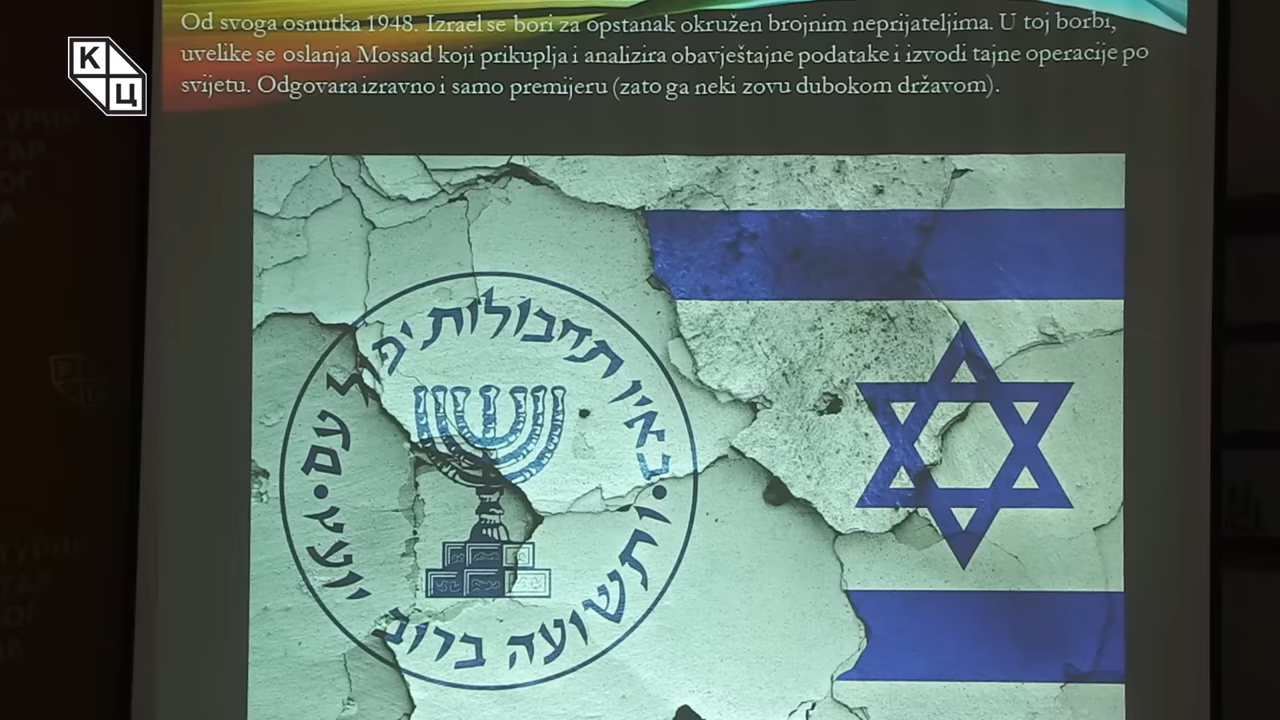 Od svoga osnutka 1948. Izrael se bori za opstanak okružen brojnim neprijateljima. U toj borbi,
uvelike se oslanja Mossad koji prikuplja i analizira obavještajne podatake i izvodi tajne operacije po
svijetu. Odgovara izravno i samo premijeru (zato ga neki zovu dubokom državom).
К
Ц
באין תחבולות יפול עם
ותשועה ברוב יועץ